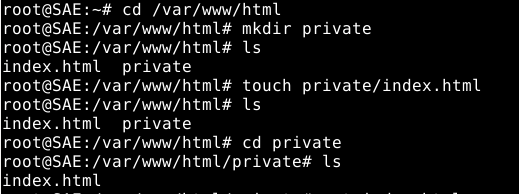 root@SAE:~# cd /var/www/html
root@SAE:/var/www/html# mkdir private
root@SAE:/var/www/html# ls
index.html  private
root@SAE:/var/www/html# touch private/index.html
root@SAE:/var/www/html# ls
index.html  private
root@SAE:/var/www/html# cd private
root@SAE:/var/www/html/private# ls
index.html